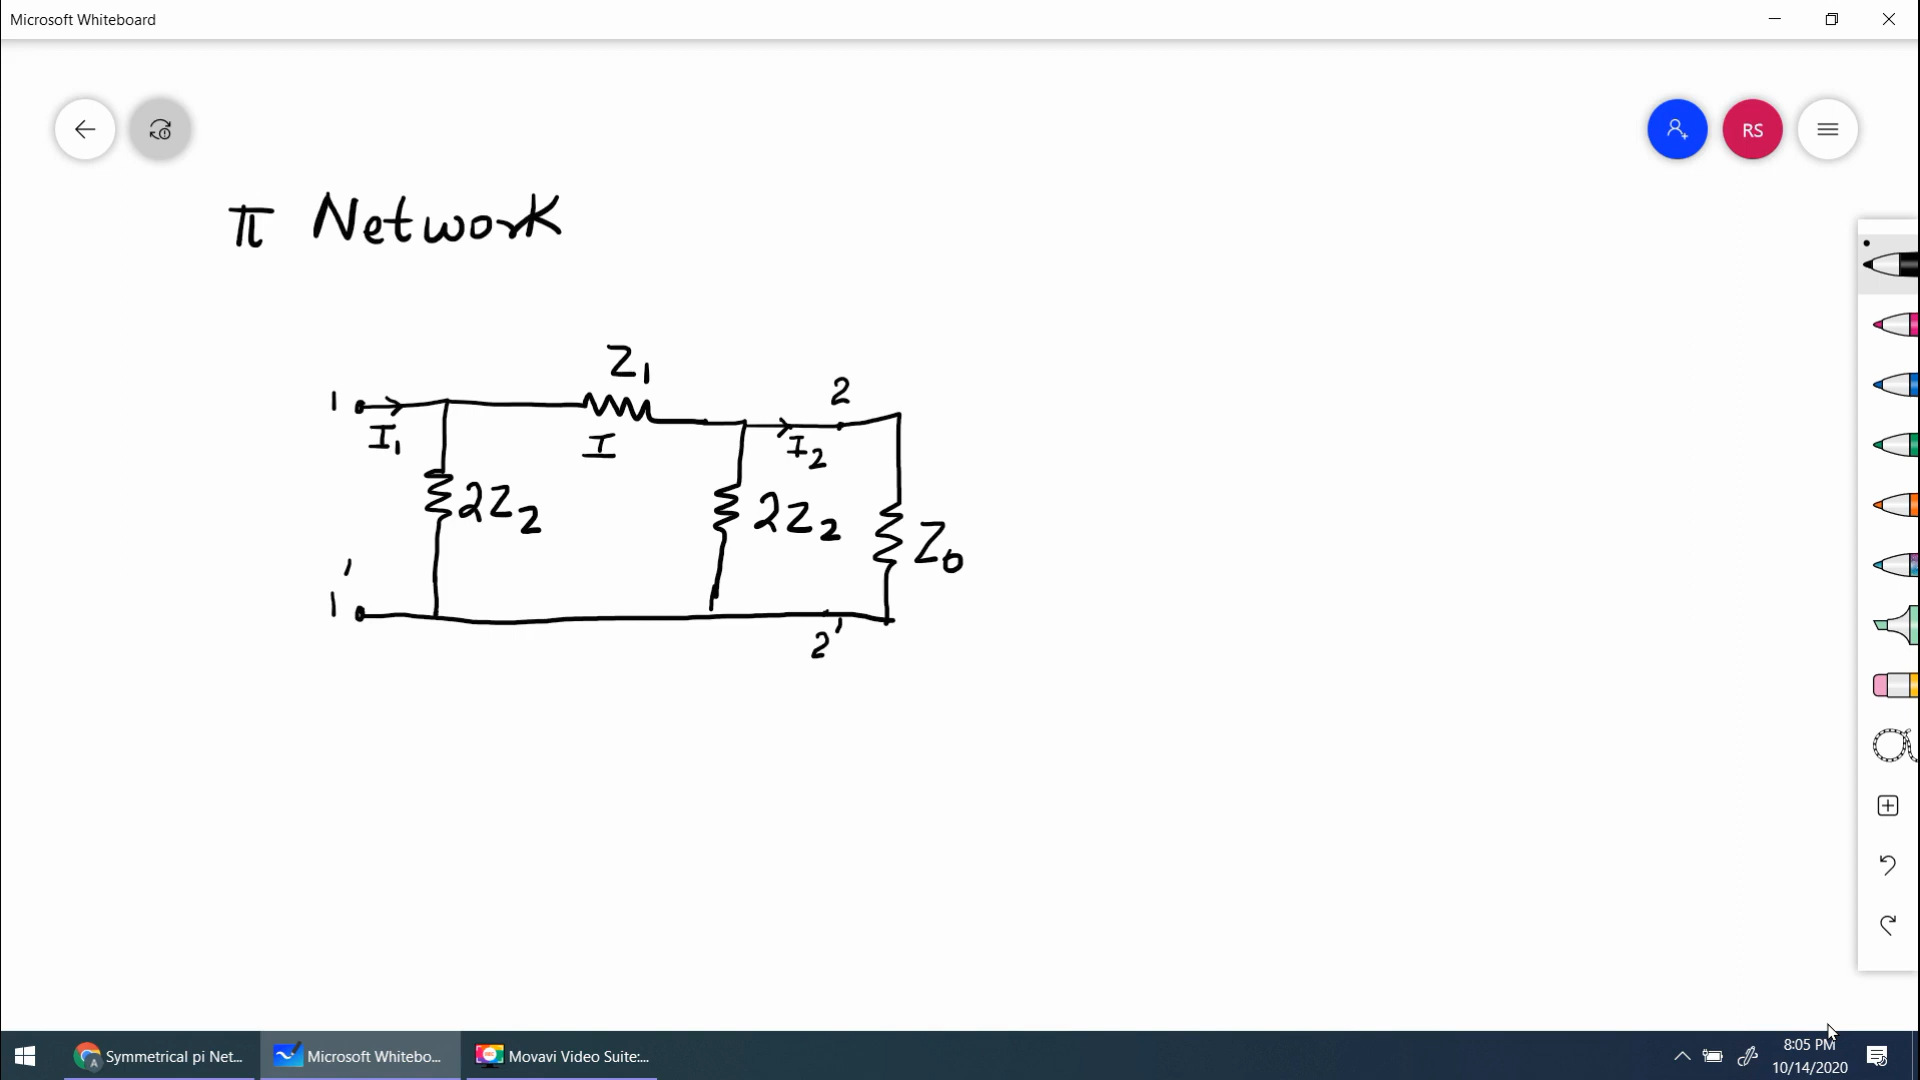 Microsoft Whiteboard
RS
π Network
Z₁
1
2
I₁
I
I₂
2Z₂
2Z₂
Z₀
1'
2'
Symmetrical pi Net...
Microsoft Whitebo...
Movavi Video Suite:...
8:05 PM
10/14/2020